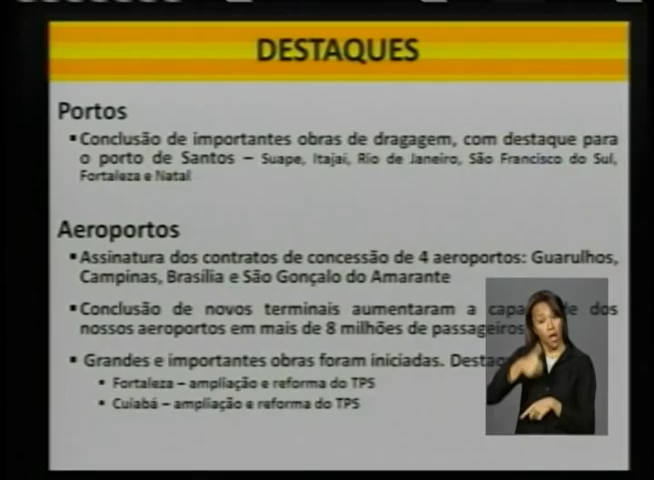 DESTAQUES
Portos
▪ Conclusão de importantes obras de dragagem, com destaque para
o porto de Santos – Suape, Itajaí, Rio de Janeiro, São Francisco do Sul,
Fortaleza e Natal
Aeroportos
▪ Assinatura dos contratos de concessão de 4 aeroportos: Guarulhos,
Campinas, Brasília e São Gonçalo do Amarante
▪ Conclusão de novos terminais aumentaram a dos
nossos aeroportos em mais de 8 milhões de passageiros
▪ Grandes e importantes obras foram iniciadas.
▪ Fortaleza – ampliação e reforma do TPS
▪ Cuiabá – ampliação e reforma do TPS